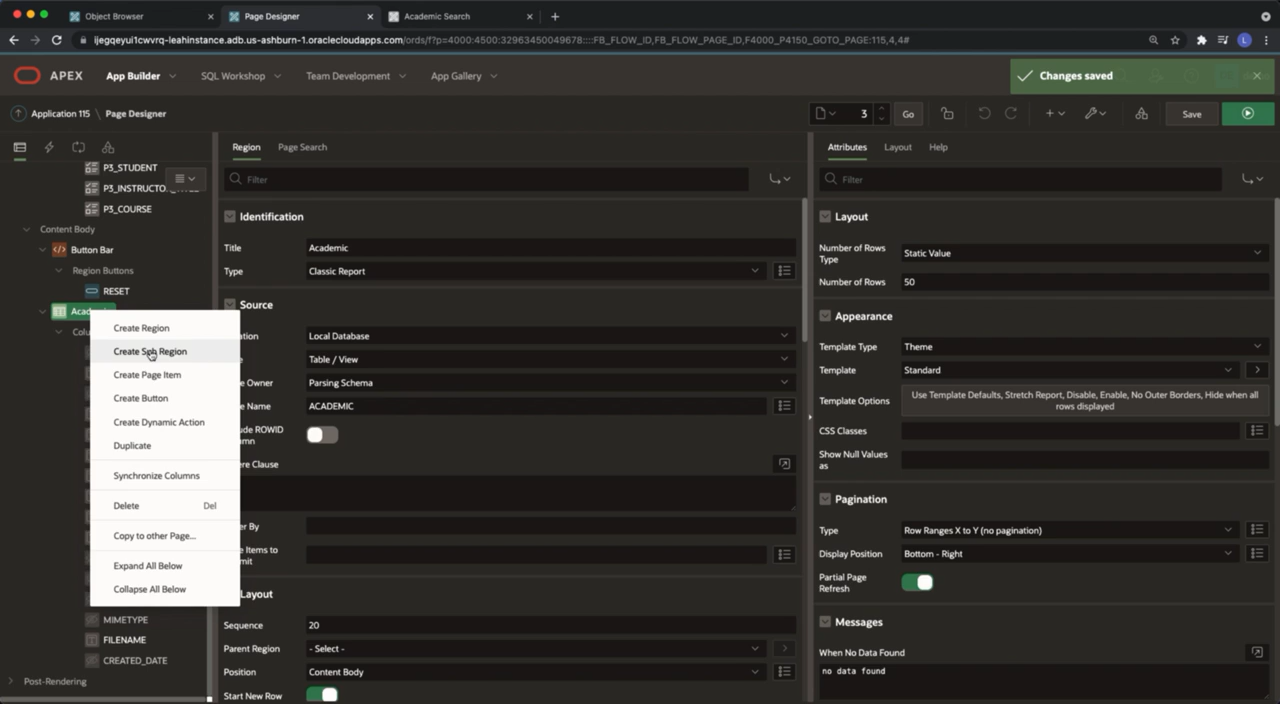 Object Browser
Page Designer
Academic Search
ijegqeyui1cwvrq-leahinstance.adb.us-ashburn-1.oraclecloudapps.com/ords/f?p=4000:4500:32963450049678::::FB_FLOW_ID,FB_FLOW_PAGE_ID,F4000_P4150_GOTO_PAGE:115,4,4#
L
APEX
App Builder
SQL Workshop
Team Development
App Gallery
Changes saved
Application 115 \ Page Designer
3
Go
Save
Region
Page Search
Attributes
Layout
Help
P3_STUDENT
P3_INSTRUCTO
P3_COURSE
Content Body
Button Bar
Region Buttons
RESET
Create Region
Create Sub Region
Create Page Item
Create Button
Create Dynamic Action
Duplicate
Synchronize Columns
Delete Del
Copy to other Page...
Expand All Below
Collapse All Below
MIMETYPE
FILENAME
CREATED_DATE
Post-Rendering
Filter
Identification
Title Academic
Type Classic Report
Source
Local Database
Table / View
Parsing Schema
ACADEMIC
Layout
Sequence 20
Parent Region - Select -
Position Content Body
Start New Row
Filter
Layout
Number of Rows Type
Static Value
Number of Rows 50
Appearance
Template Type Theme
Template Standard
Template Options
Use Template Defaults, Stretch Report, Disable, Enable, No Outer Borders, Hide when all
rows displayed
CSS Classes
Show Null Values
as
Pagination
Type Row Ranges X to Y (no pagination)
Display Position Bottom - Right
Partial Page
Refresh
Messages
When No Data Found
no data found